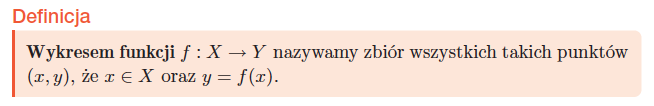 Definicja
Wykresem funkcji f : X → Y nazywamy zbiór wszystkich takich punktów
(x, y), że x ∈ X oraz y = f(x).